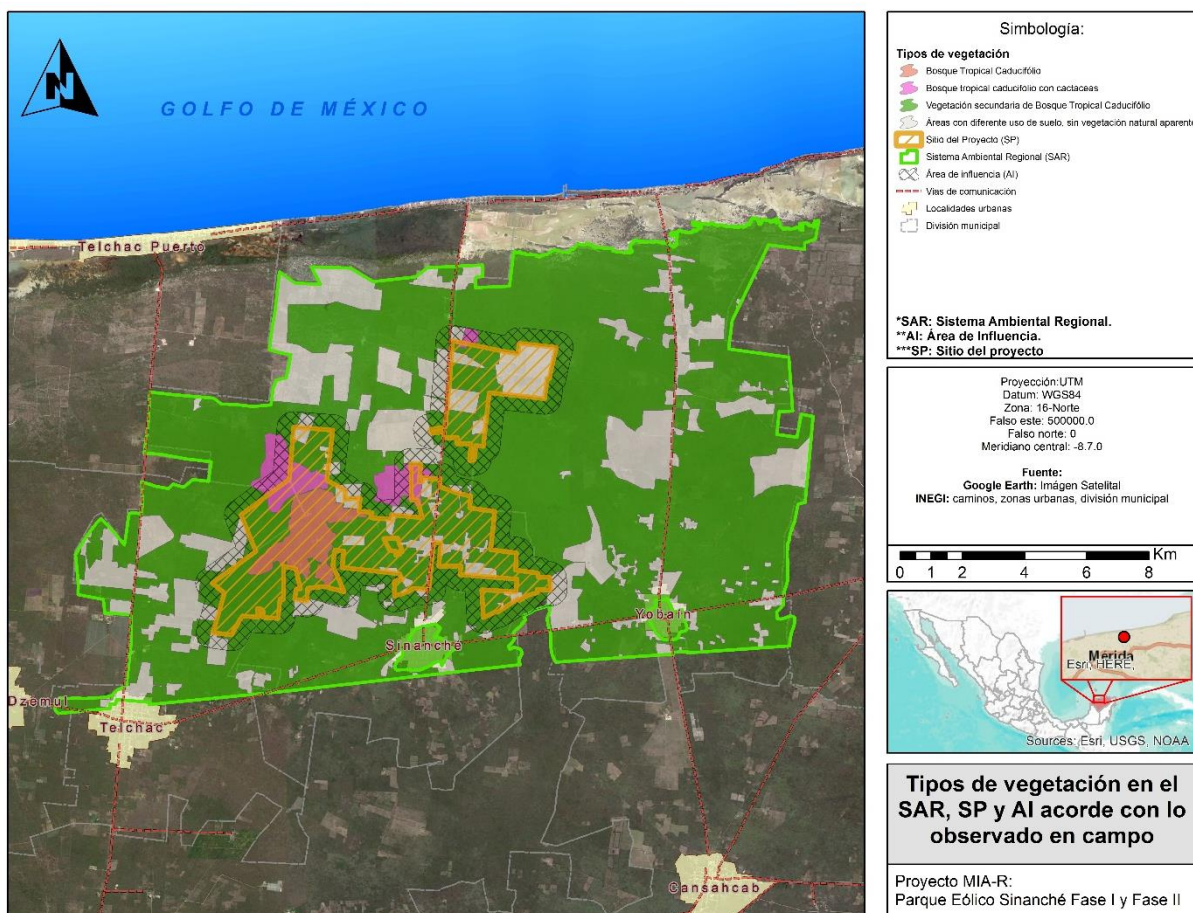 N
GOLFO DE MÉXICO
Telchac Puerto
Sinanché
Yobaín
Dzemul
Telchac
Cansahcab
Simbología:
Tipos de vegetación
Bosque Tropical Caducifólio
Bosque tropical caducifolio con cactaceas
Vegetación secundaria de Bosque Tropical Caducifólio
Áreas con diferente uso de suelo, sin vegetación natural aparente
Sitio del Proyecto (SP)
Sistema Ambiental Regional (SAR)
Área de influencia (AI)
Vias de comunicación
Localidades urbanas
División municipal
*SAR: Sistema Ambiental Regional.
**AI: Área de Influencia.
***SP: Sitio del proyecto
Proyección:UTM
Datum: WGS84
Zona: 16-Norte
Falso este: 500000.0
Falso norte: 0
Meridiano central: -8.7.0
Fuente:
Google Earth: Imágen Satelital
INEGI: caminos, zonas urbanas, división municipal
Km
0 1 2 4 6 8
Mérida
Esri, HERE,
Sources: Esri, USGS, NOAA
Tipos de vegetación en el
SAR, SP y AI acorde con lo
observado en campo
Proyecto MIA-R:
Parque Eólico Sinanché Fase I y Fase II